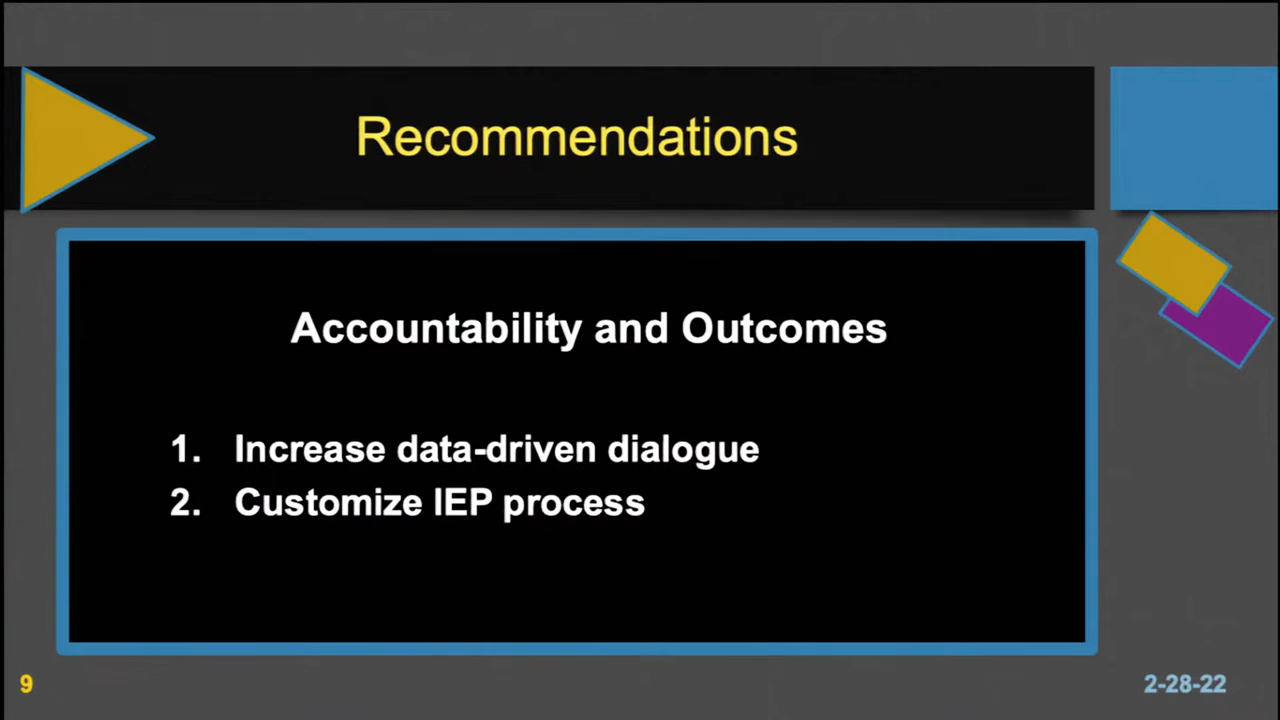 Recommendations
Accountability and Outcomes
1. Increase data-driven dialogue
2. Customize IEP process
9
2-28-22